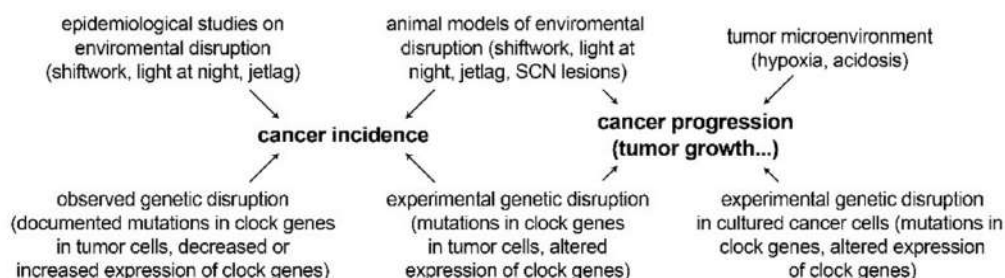 epidemiological studies on
enviromental disruption
(shiftwork, light at night, jetlag)
animal models of enviromental
disruption (shiftwork, light at
night, jetlag, SCN lesions)
tumor microenvironment
(hypoxia, acidosis)
cancer incidence
cancer progression
(tumor growth...)
observed genetic disruption
(documented mutations in clock genes
in tumor cells, decreased or
increased expression of clock genes)
experimental genetic disruption
(mutations in clock genes
in tumor cells, altered
expression of clock genes)
experimental genetic disruption
in cultured cancer cells (mutations in
clock genes, altered expression
of clock genes)